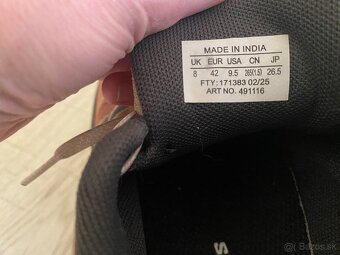 MADE IN INDIA
UK EUR USA CN JP
8 42 9.5 265(1.5) 26.5
FTY: 171383 02/25
ART NO. 491116
S
Bazoš.sk